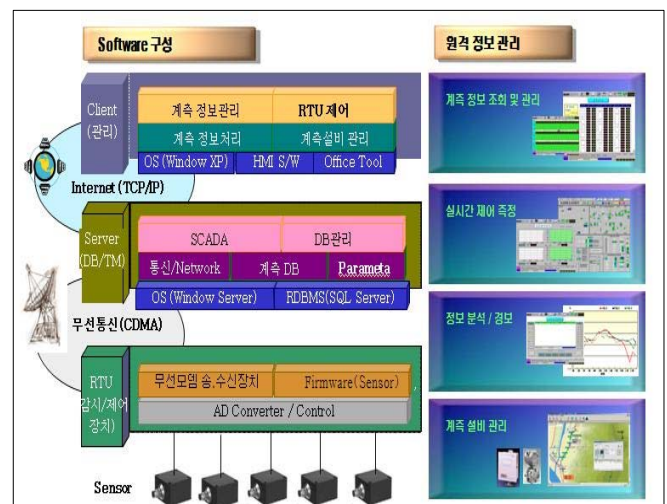 Software 구성
원격 정보 관리
Client
(관리)
계측 정보관리
RTU 제어
계측 정보처리
계측설비 관리
OS (Window XP)
HMI S/W
Office Tool
Internet (TCP/IP)
Server
(DB/TM)
SCADA
DB관리
통신/Network
계측 DB
Parameta
OS (Window Server)
RDBMS(SQL Server)
무선통신(CDMA)
RTU
감시/제어
장치)
무선모뎀 송.수신장치
Firmware(Sensor)
AD Converter / Control
Sensor
계측 정보 조회 및 관리
실시간 제어 측정
정보 분석 / 경보
계측 설비 관리